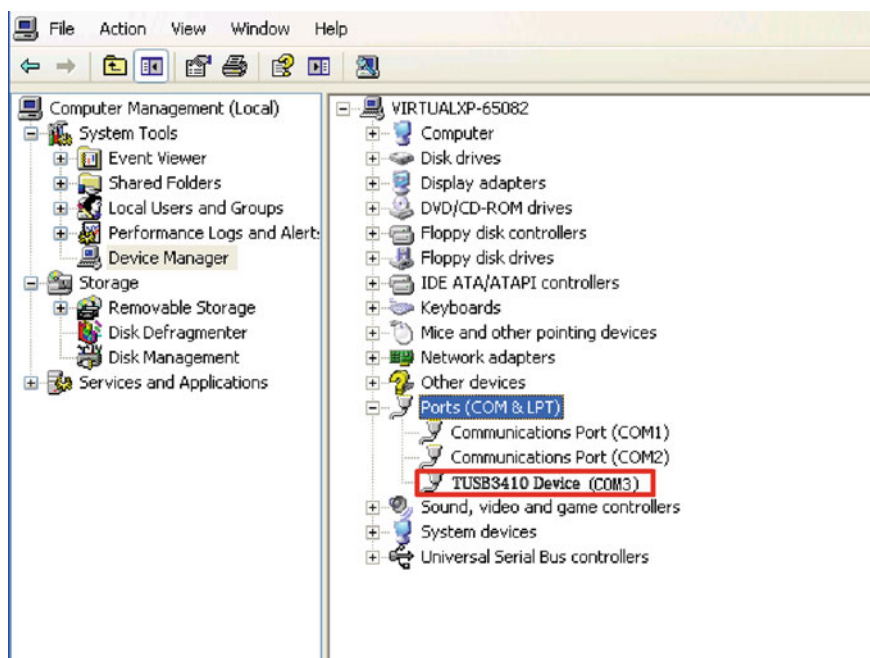 File Action View Window Help
Computer Management (Local)
System Tools
Event Viewer
Shared Folders
Local Users and Groups
Performance Logs and Alert:
Device Manager
Storage
Removable Storage
Disk Defragmenter
Disk Management
Services and Applications
VIRTUALXP-65082
Computer
Disk drives
Display adapters
DVD/CD-ROM drives
Floppy disk controllers
Floppy disk drives
IDE ATA/ATAPI controllers
Keyboards
Mice and other pointing devices
Network adapters
Other devices
Ports (COM & LPT)
Communications Port (COM1)
Communications Port (COM2)
TUSB3410 Device (COM3)
Sound, video and game controllers
System devices
Universal Serial Bus controllers